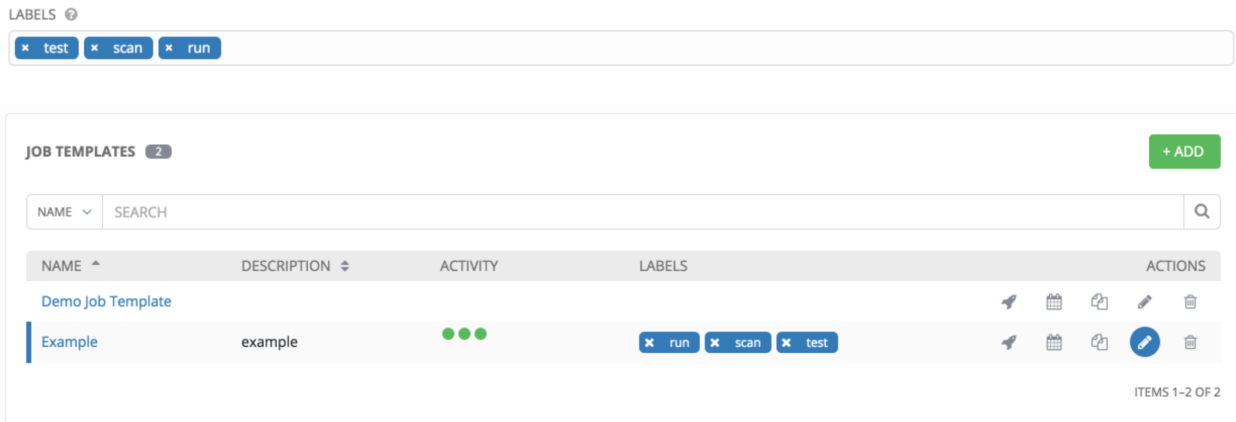 LABELS ?
× test × scan × run
JOB TEMPLATES 2
+ ADD
NAME SEARCH
NAME DESCRIPTION ACTIVITY LABELS ACTIONS
Demo Job Template
Example example × run × scan × test
ITEMS 1–2 OF 2